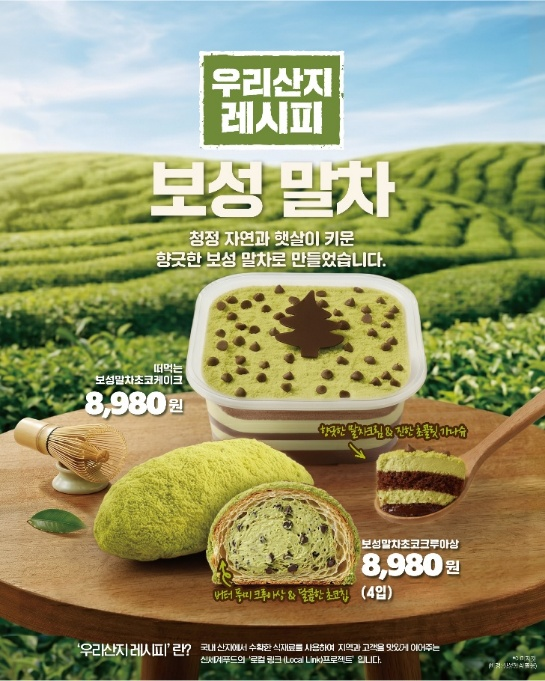 우리산지
레시피
보성 말차
청정 자연과 햇살이 키운
향긋한 보성 말차로 만들었습니다.
떠먹는
보성말차초코케이크
8,980원
향긋한 말차크림 & 진한 초콜릿 가나슈
보성말차초코크루아상
8,980원
(4입)
버터 풍미 크루아상 & 달콤한 초코칩
'우리산지 레시피' 란?
국내 산지에서 수확한 식재료를 사용하여 지역과 고객을 맛있게 이어주는
신세계푸드의 '로컬 링크(Local Link)프로젝트' 입니다.